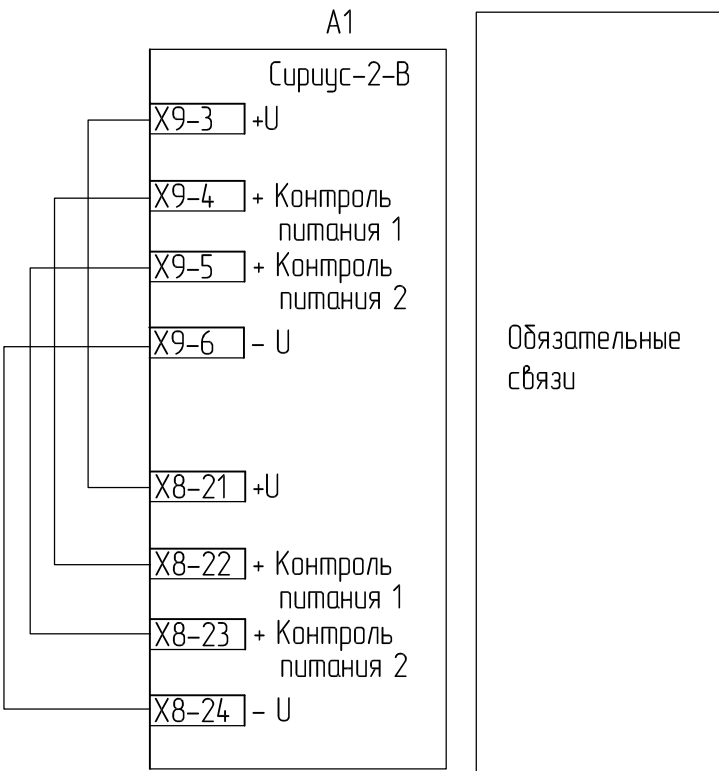 А1
Сириус-2-В
X9-3 +U
X9-4 + Контроль
питания 1
X9-5 + Контроль
питания 2
X9-6 - U
X8-21 +U
X8-22 + Контроль
питания 1
X8-23 + Контроль
питания 2
X8-24 - U
Обязательные
связи